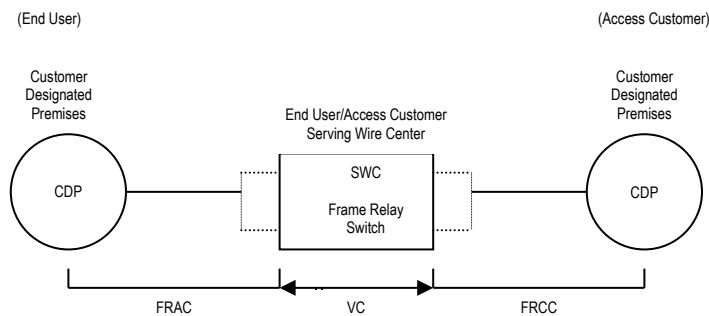 (End User)
(Access Customer)
Customer
Designated
Premises
Customer
Designated
Premises
End User/Access Customer
Serving Wire Center
CDP
SWC
Frame Relay
Switch
CDP
FRAC
VC
FRCC